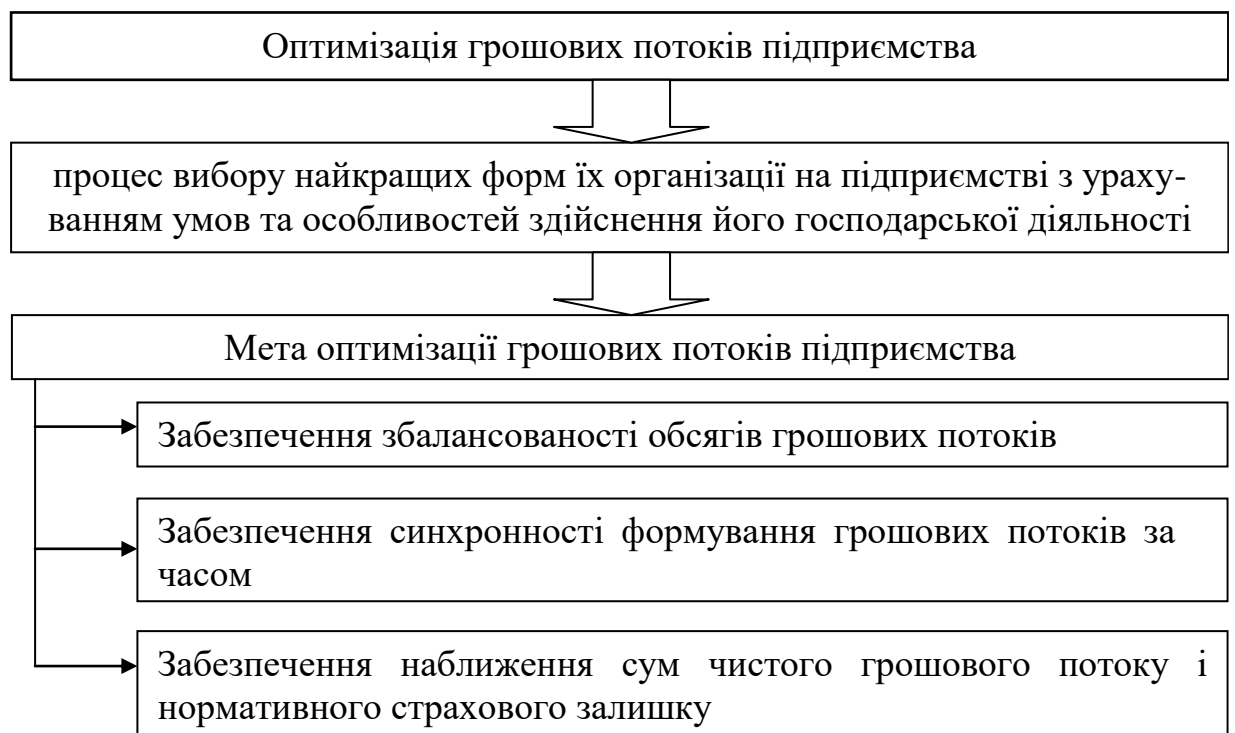 Оптимізація грошових потоків підприємства
процес вибору найкращих форм їх організації на підприємстві з ураху-
ванням умов та особливостей здійснення його господарської діяльності
Мета оптимізації грошових потоків підприємства
Забезпечення збалансованості обсягів грошових потоків
Забезпечення синхронності формування грошових потоків за
часом
Забезпечення наближення сум чистого грошового потоку і
нормативного страхового залишку